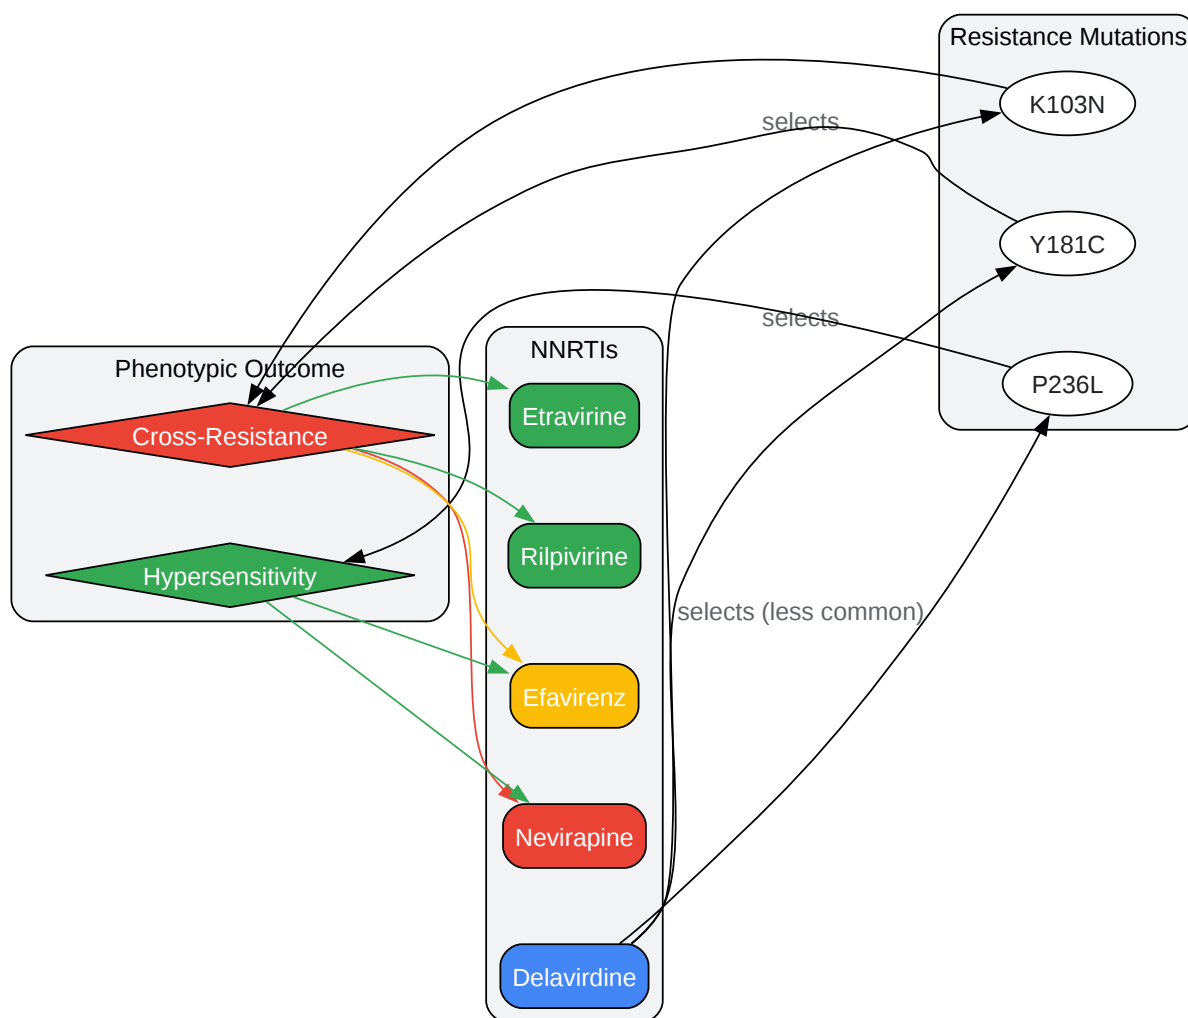 Resistance Mutations
K103N
selects
Y181C
selects
P236L
NNRTIs
Phenotypic Outcome
Etravirine
Cross-Resistance
Rilpivirine
Hypersensitivity
selects (less common)
Efavirenz
Nevirapine
Delavirdine